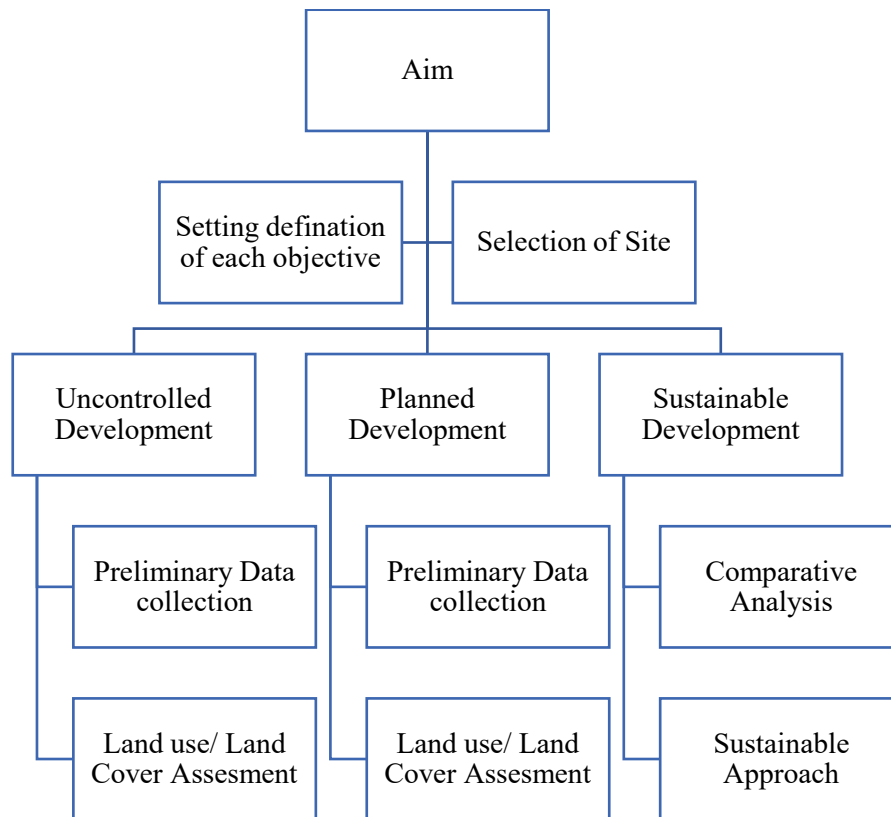 Aim
Setting defination
of each objective
Selection of Site
Uncontrolled
Development
Planned
Development
Sustainable
Development
Preliminary Data
collection
Preliminary Data
collection
Comparative
Analysis
Land use/ Land
Cover Assesment
Land use/ Land
Cover Assesment
Sustainable
Approach